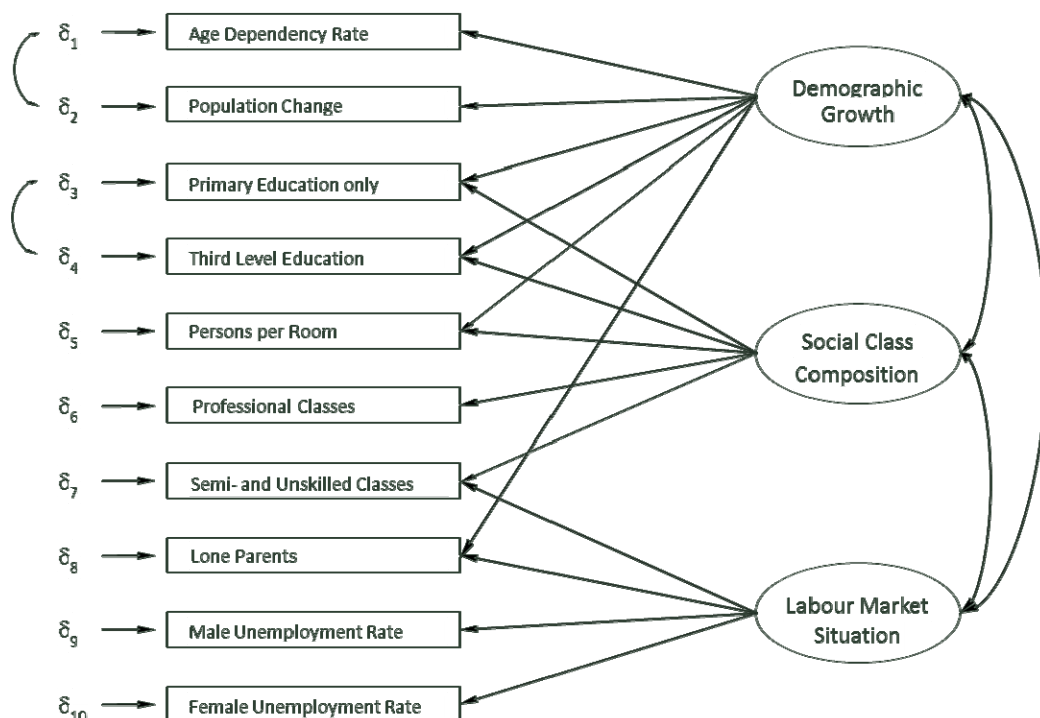 δ1 Age Dependency Rate
δ2 Population Change
δ3 Primary Education only
δ4 Third Level Education
δ5 Persons per Room
δ6 Professional Classes
δ7 Semi- and Unskilled Classes
δ8 Lone Parents
δ9 Male Unemployment Rate
δ10 Female Unemployment Rate
Demographic
Growth
Social Class
Composition
Labour Market
Situation